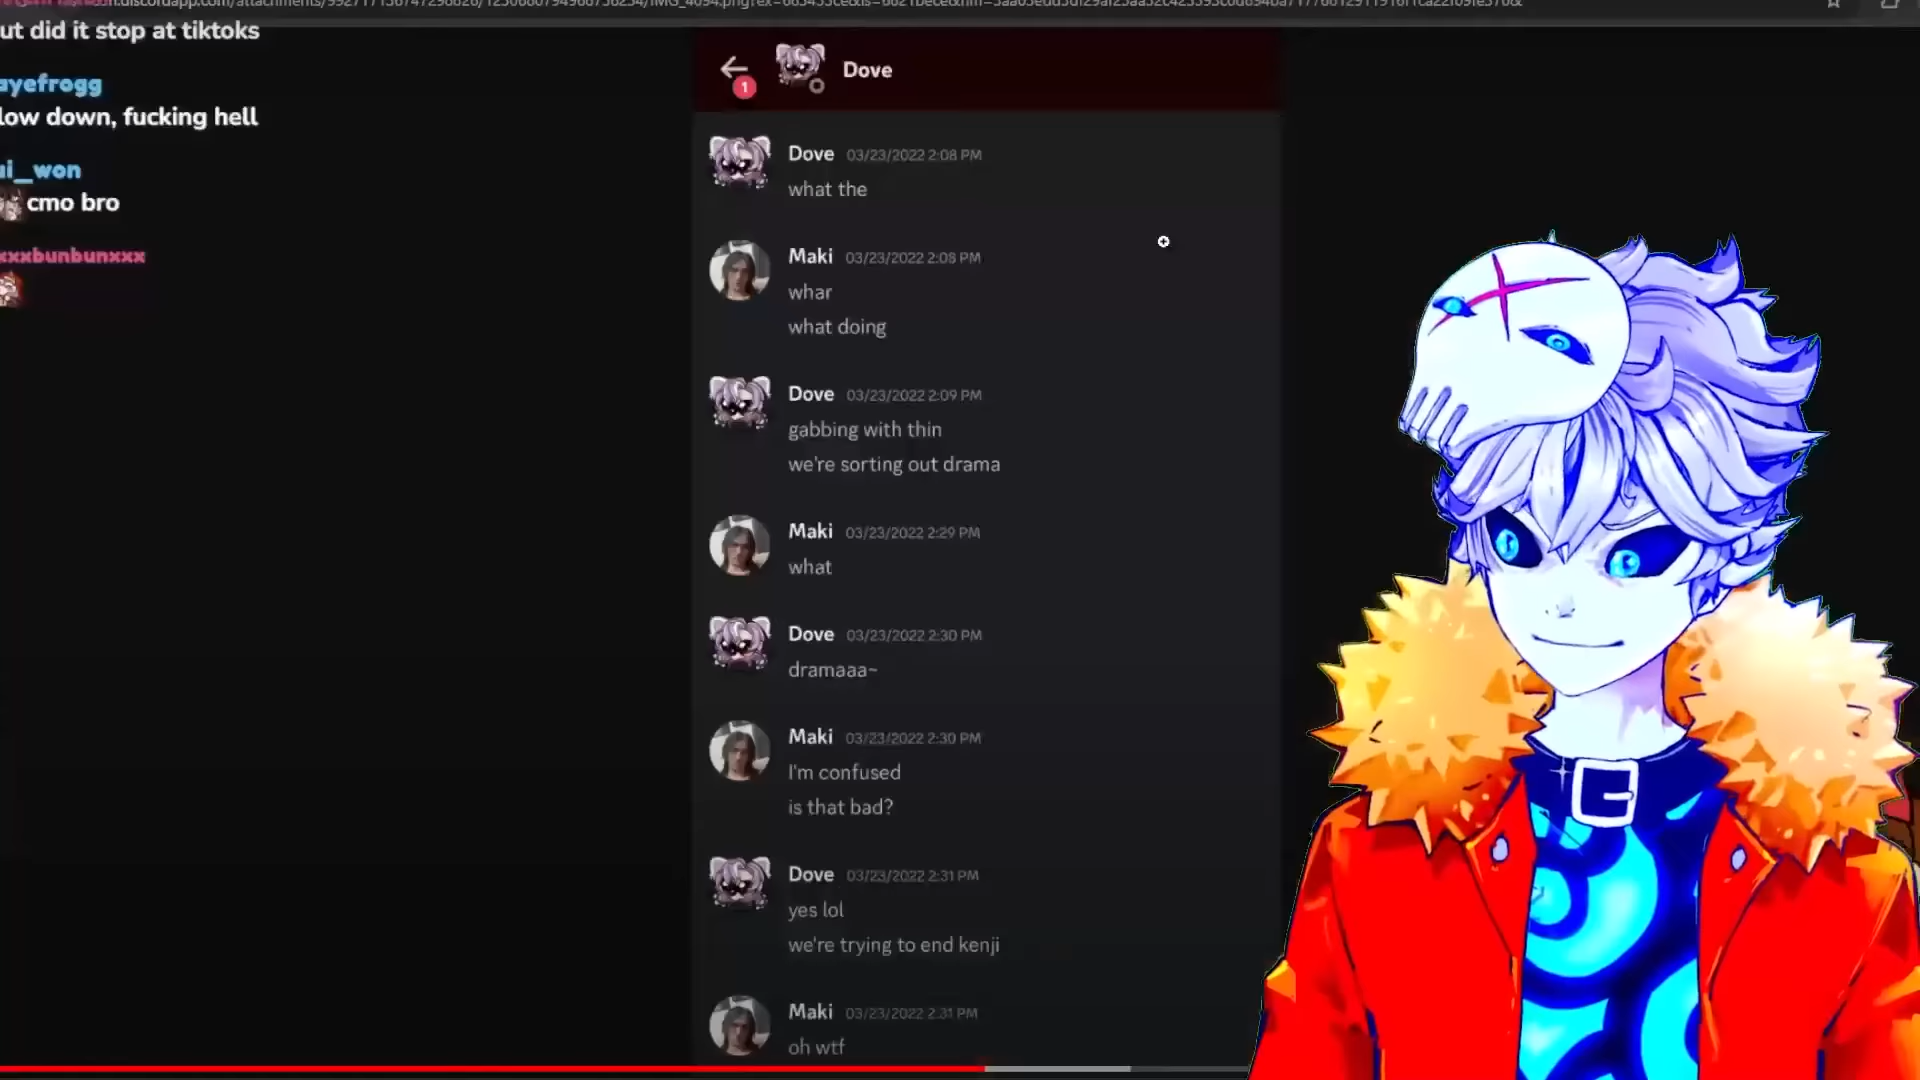 ut did it stop at tiktoks
ayefrogg
low down, fucking hell
ui_won
cmo bro
xxxbunbunxxx
1
Dove
Dove 03/23/2022 2:08 PM
what the
Maki 03/23/2022 2:08 PM
whar
what doing
Dove 03/23/2022 2:09 PM
gabbing with thin
we're sorting out drama
Maki 03/23/2022 2:29 PM
what
Dove 03/23/2022 2:30 PM
dramaaa~
Maki 03/23/2022 2:30 PM
I'm confused
is that bad?
Dove 03/23/2022 2:31 PM
yes lol
we're trying to end kenji
Maki 03/23/2022 2:31 PM
oh wtf